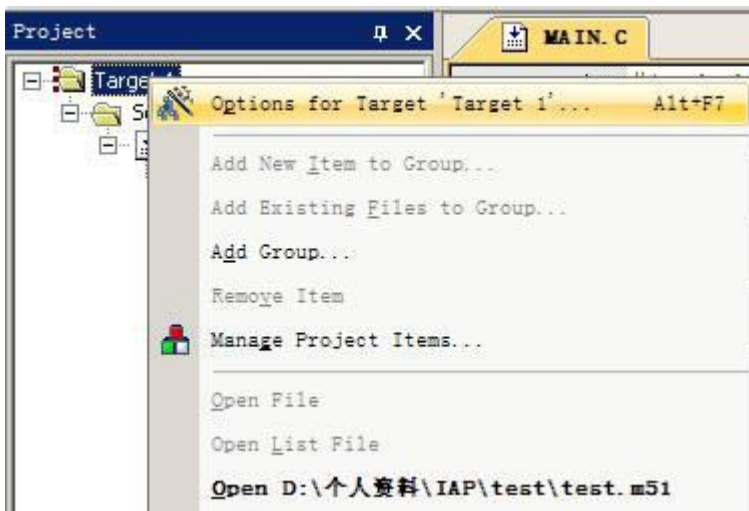 Project
MAIN.C
Target
Options for Target 'Target 1'... Alt+F7
Add New Item to Group...
Add Existing Files to Group...
Add Group...
Remove Item
Manage Project Items...
Open File
Open List File
Open D:\个人资料\IAP\test\test.m51